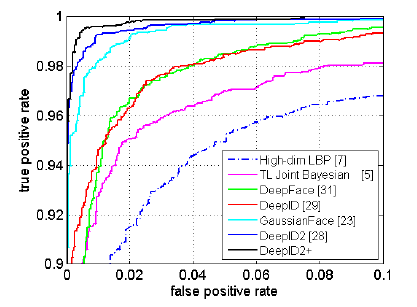 1
0.98
0.96
0.94
0.92
0.9
true positive rate
0
0.02
0.04
0.06
0.08
0.1
false positive rate
High-dim LBP [7]
TL Joint Bayesian [5]
DeepFace [31]
DeepID [29]
GaussianFace [23]
DeepID2 [28]
DeepID2+